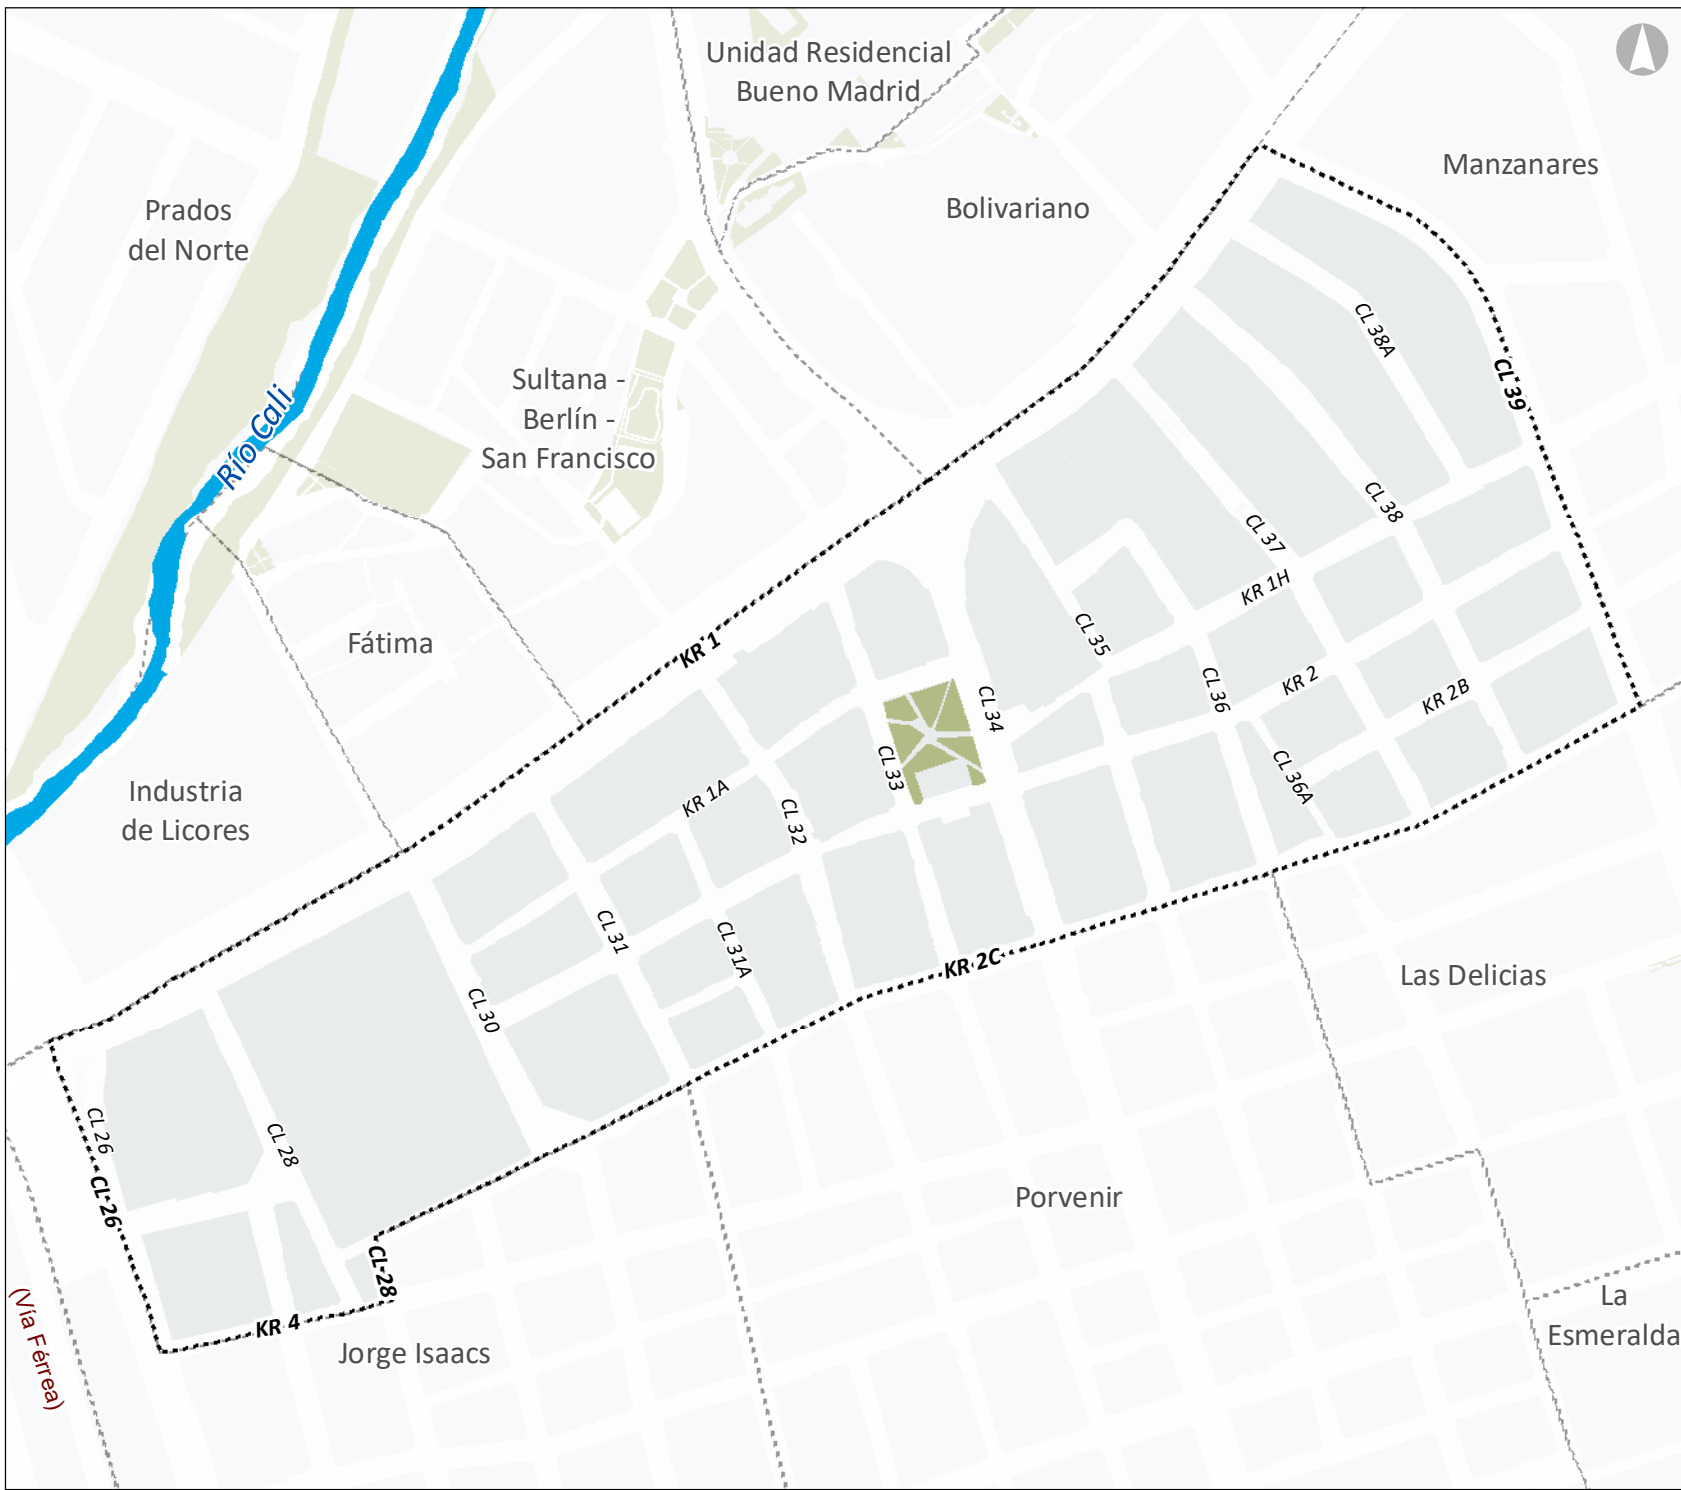 Unidad Residencial
Bueno Madrid
Manzanares
Prados
del Norte
Bolivariano
CL 38A
CL 39
Sultana -
Berlín -
San Francisco
Río Cali
CL 38
CL 37
KR 1H
Fátima
KR 1
CL 35
CL 36
KR 2
KR 2B
CL 34
CL 33
CL 36A
KR 1A
CL 32
Industria
de Licores
CL 31
CL 31A
KR 2C
Las Delicias
CL 30
CL 26
CL 28
CL 26
Porvenir
CL 28
(Vía Férrea)
KR 4
Jorge Isaacs
La
Esmeralda